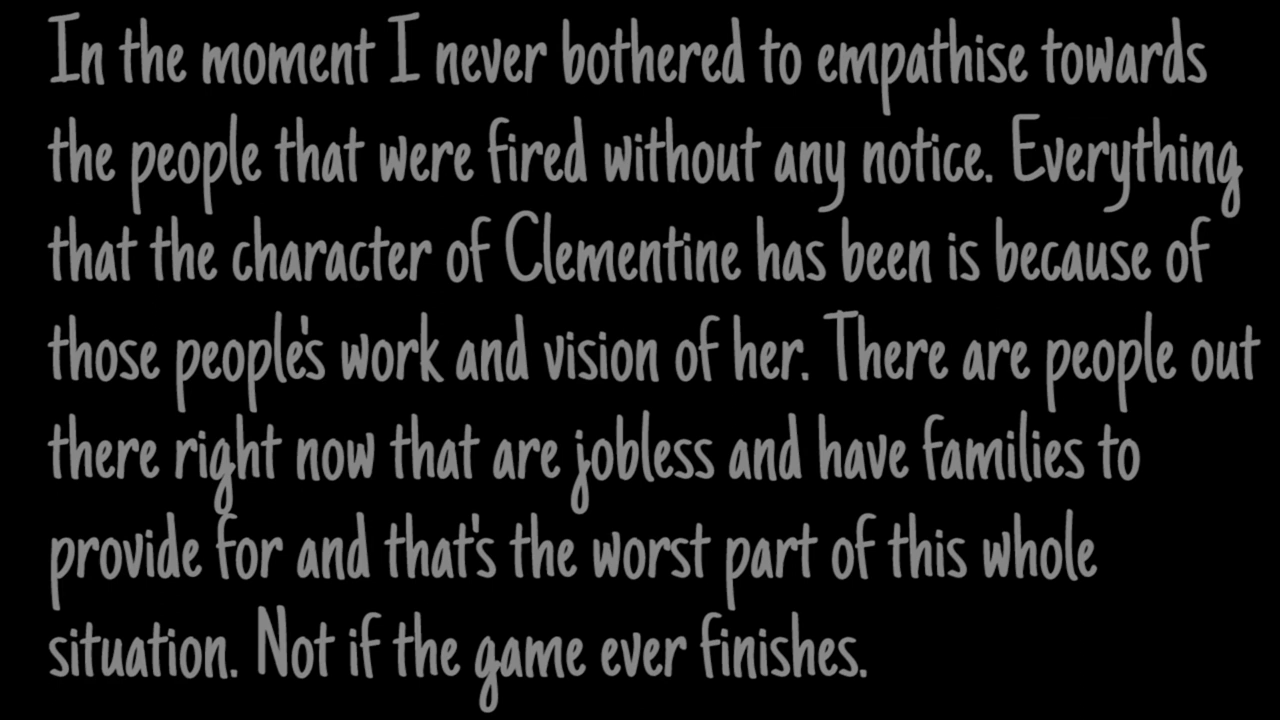 In the moment I never bothered to empathise towards
the people that were fired without any notice. Everything
that the character of Clementine has been is because of
those people's work and vision of her. There are people out
there right now that are jobless and have families to
provide for and that's the worst part of this whole
situation. Not if the game ever finishes.